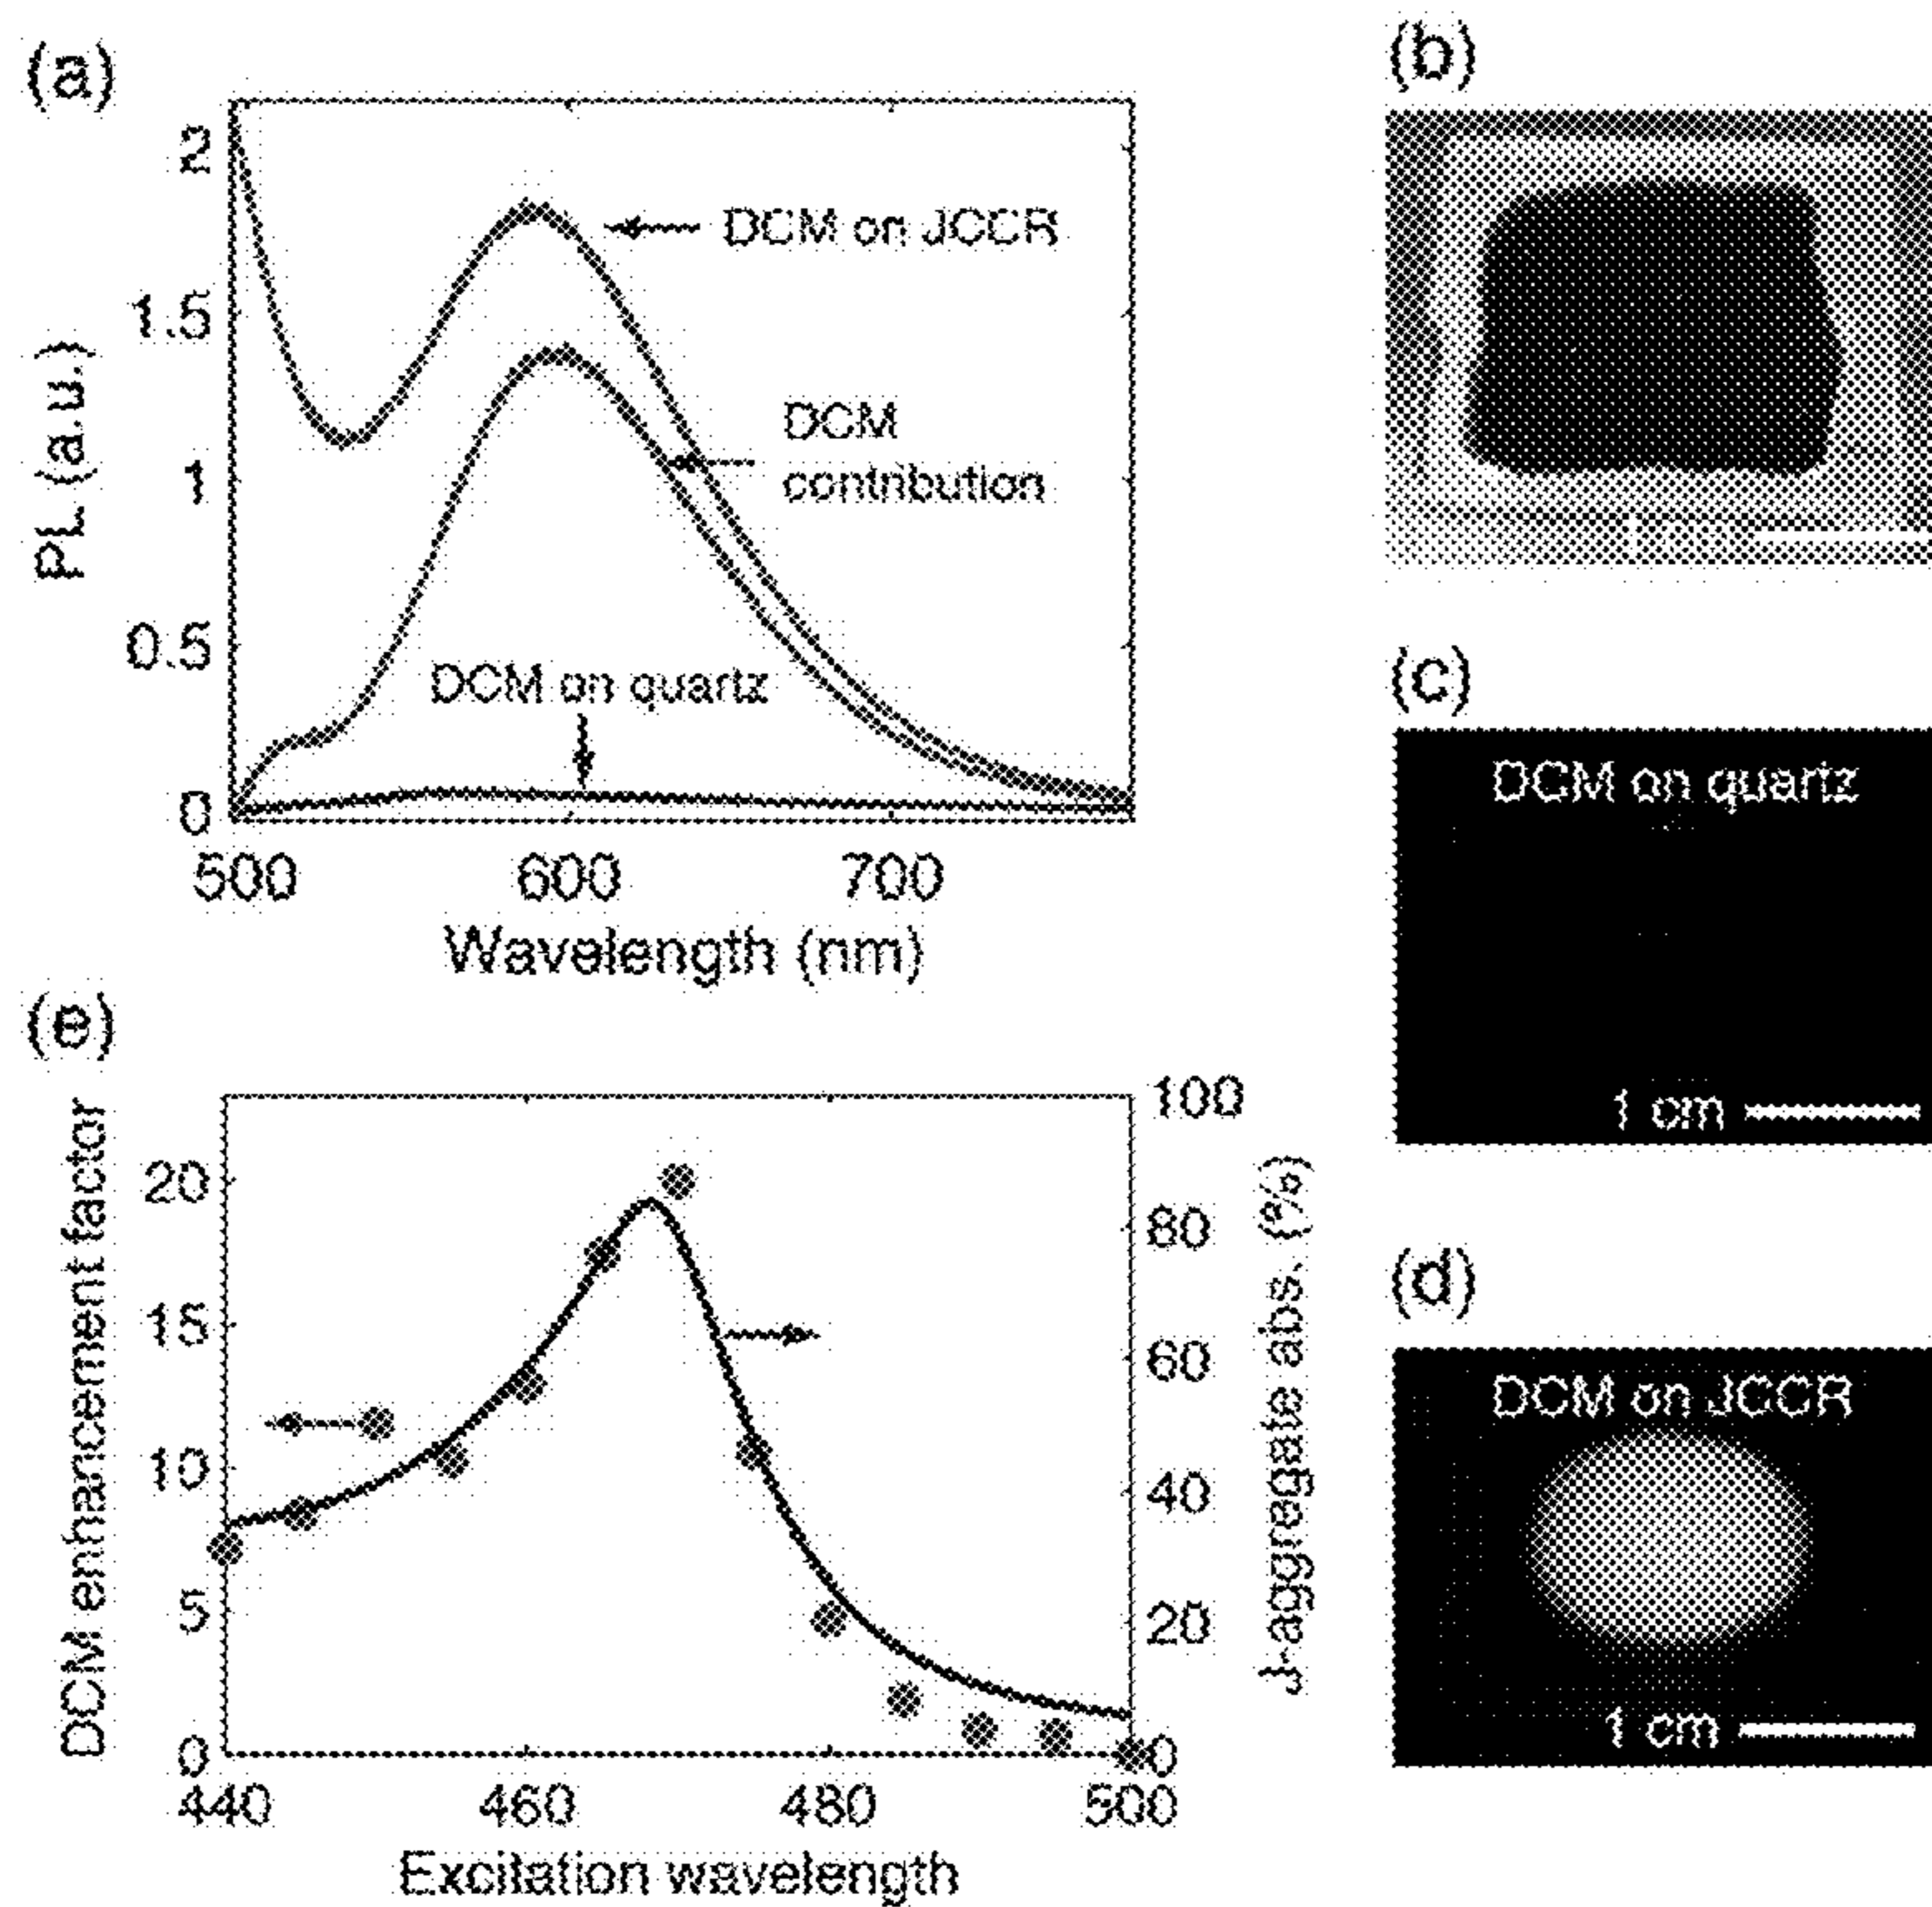 (a)
2
1.5
1
0.5
0
PL (a.u.)
DCM on JCCR
DCM
contribution
DCM on quartz
500 600 700
Wavelength (nm)
(b)
(c)
DCM on quartz
1 cm
(d)
DCM on JCCR
1 cm
(e)
DCM enhancement factor
20
15
10
5
0
100
80
60
40
20
0
J-aggregate abs. (%)
440 460 480 500
Excitation wavelength